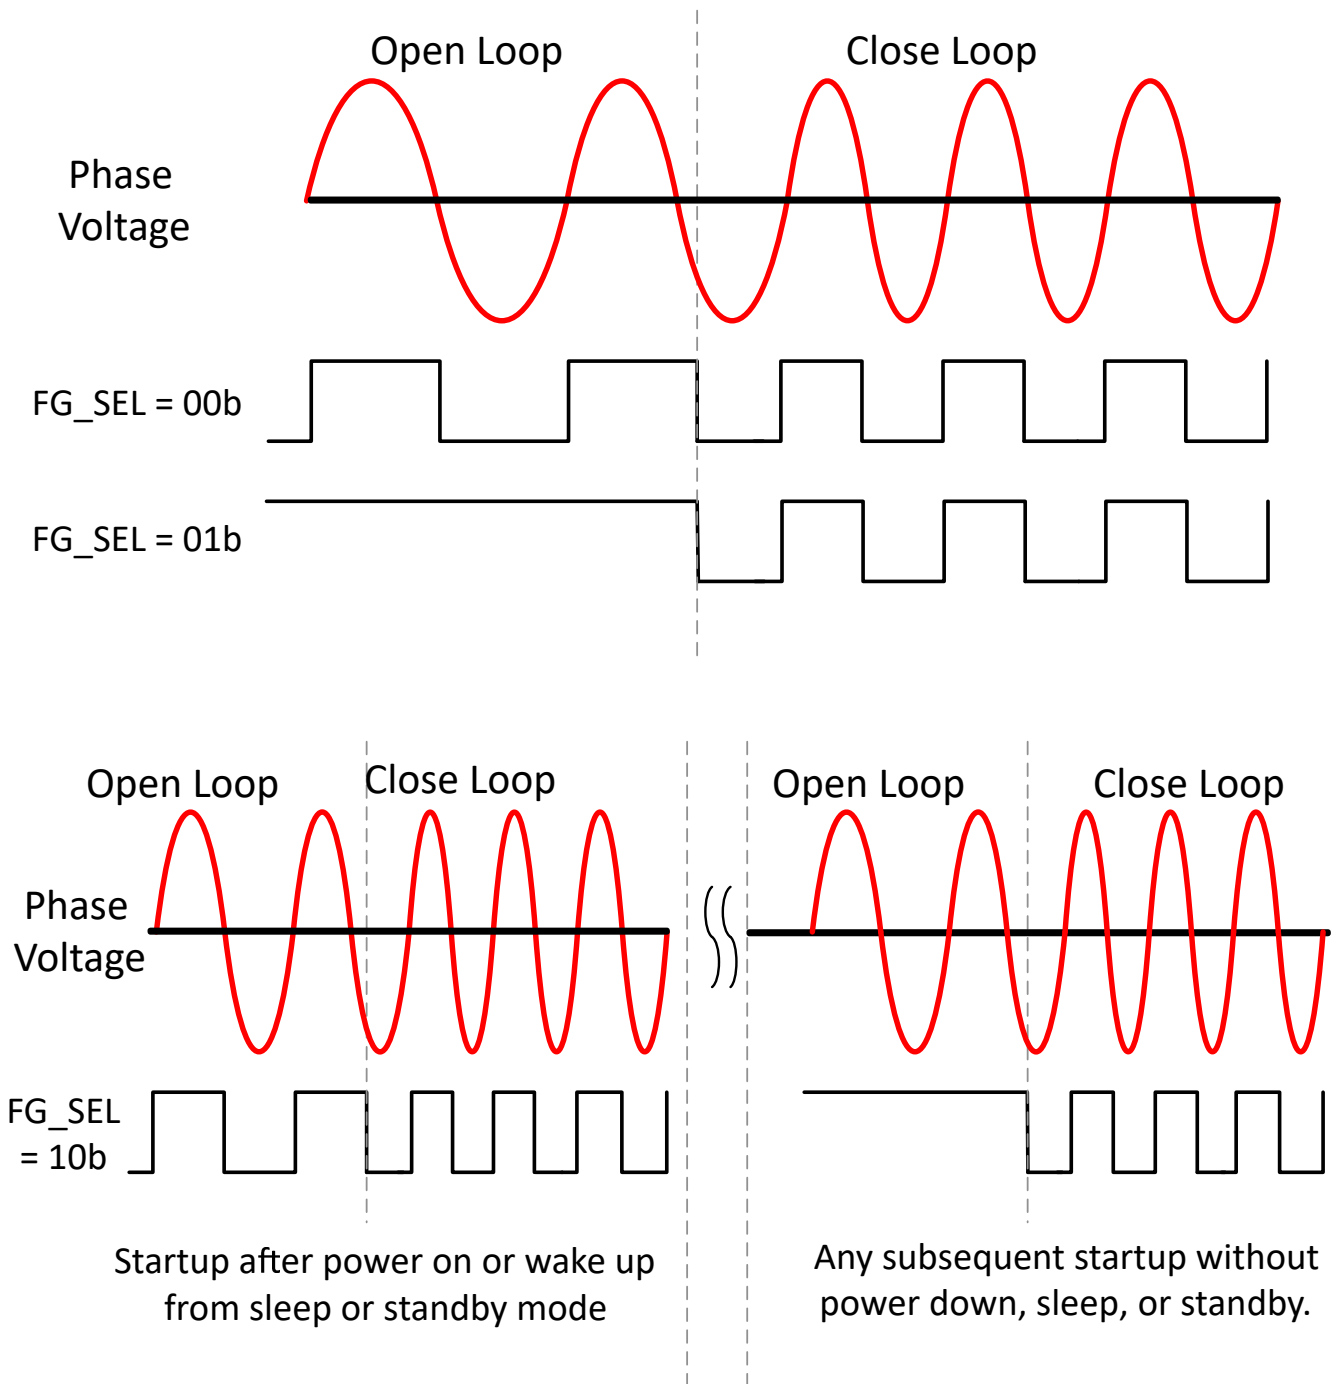 Open Loop
Close Loop
Phase
Voltage
FG_SEL = 00b
FG_SEL = 01b
Open Loop
Close Loop
Open Loop
Close Loop
Phase
Voltage
FG_SEL
= 10b
Startup after power on or wake up
from sleep or standby mode
Any subsequent startup without
power down, sleep, or standby.